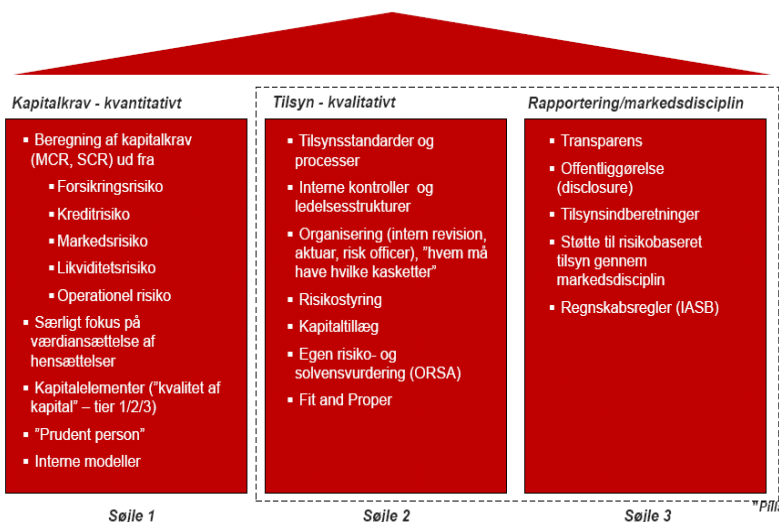 Kapitalkrav - kvantitativt
▪ Beregning af kapitalkrav
(MCR, SCR) ud fra
▪ Forsikringsrisiko
▪ Kreditrisiko
▪ Markedsrisiko
▪ Likviditetsrisiko
▪ Operationel risiko
▪ Særligt fokus på
værdiansættelse af
hensættelser
▪ Kapitalelementer ("kvalitet af
kapital" – tier 1/2/3)
▪ "Prudent person"
▪ Interne modeller
Søjle 1
Tilsyn - kvalitativt
▪ Tilsynsstandarder og
processer
▪ Interne kontroller og
ledelsesstrukturer
▪ Organisering (intern revision,
aktuar, risk officer), "hvem må
have hvilke kasketter"
▪ Risikostyring
▪ Kapitaltillæg
▪ Egen risiko- og
solvensvurdering (ORSA)
▪ Fit and Proper
Søjle 2
Rapportering/markedsdisciplin
▪ Transparens
▪ Offentliggørelse
(disclosure)
▪ Tilsynsindberetninger
▪ Støtte til risikobaseret
tilsyn gennem
markedsdisciplin
▪ Regnskabsregler (IASB)
Søjle 3